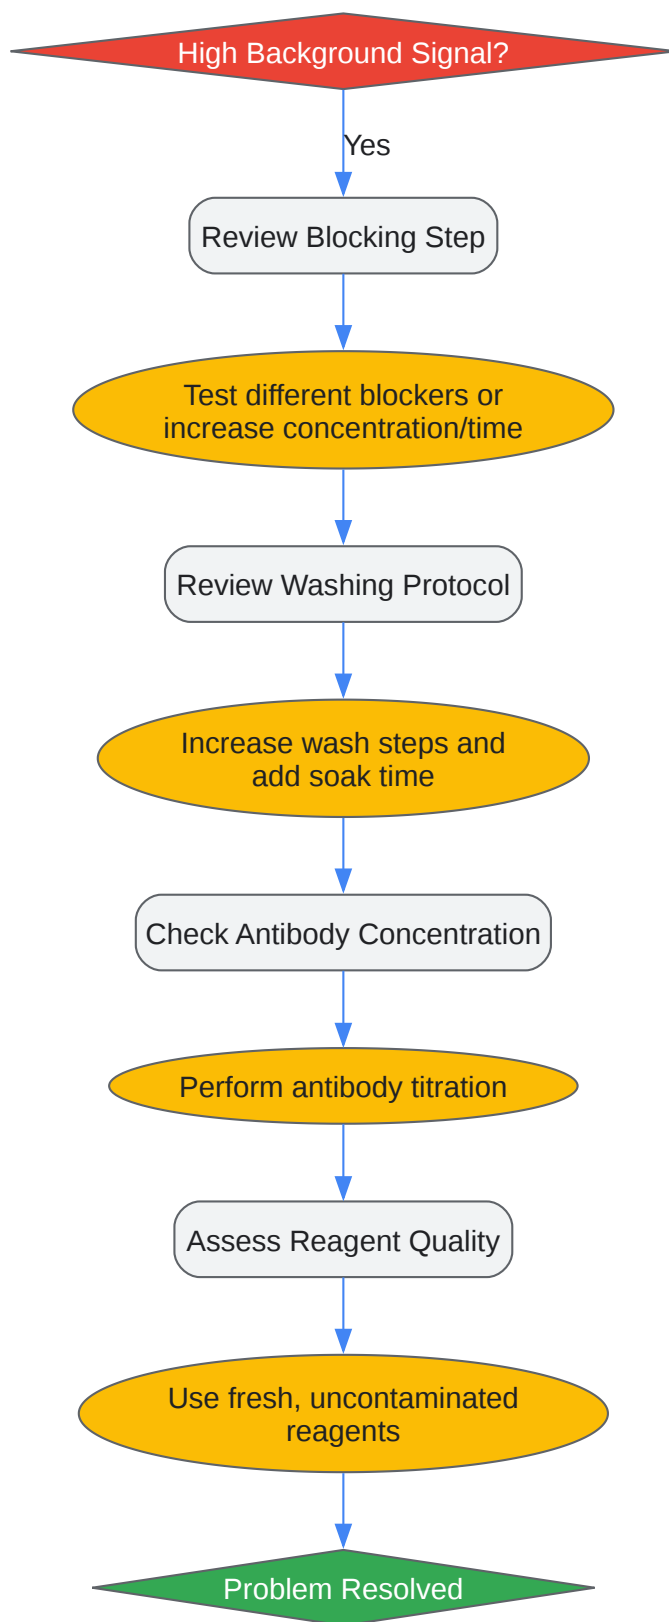 High Background Signal?
Yes
Review Blocking Step
Test different blockers or
increase concentration/time
Review Washing Protocol
Increase wash steps and
add soak time
Check Antibody Concentration
Perform antibody titration
Assess Reagent Quality
Use fresh, uncontaminated
reagents
Problem Resolved